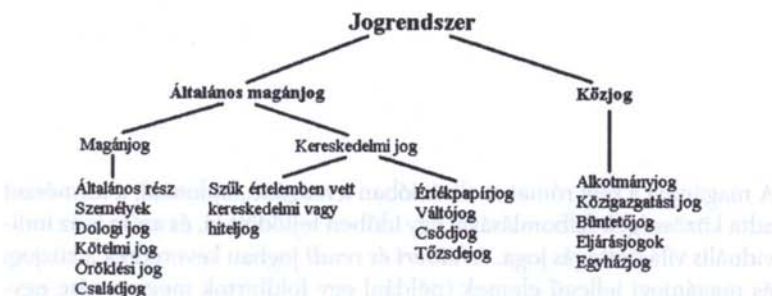 Jogrendszer
Általános magánjog
Közjog
Magánjog
Kereskedelmi jog
Általános rész
Személyek
Dologi jog
Kötelmi jog
Öröklési jog
Családjog
Szűk értelemben vett
kereskedelmi vagy
hiteljog
Értékpapírjog
Váltójog
Csődjog
Tőzsdejog
Alkotmányjog
Közigazgatási jog
Büntetőjog
Eljárásjogok
Egyházjog